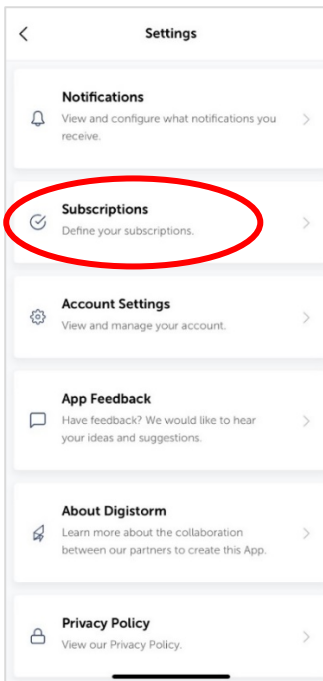 Settings
Notifications
View and configure what notifications you
receive.
Subscriptions
Define your subscriptions.
Account Settings
View and manage your account.
App Feedback
Have feedback? We would like to hear
your ideas and suggestions.
About Digistorm
Learn more about the collaboration
between our partners to create this App.
Privacy Policy
View our Privacy Policy.